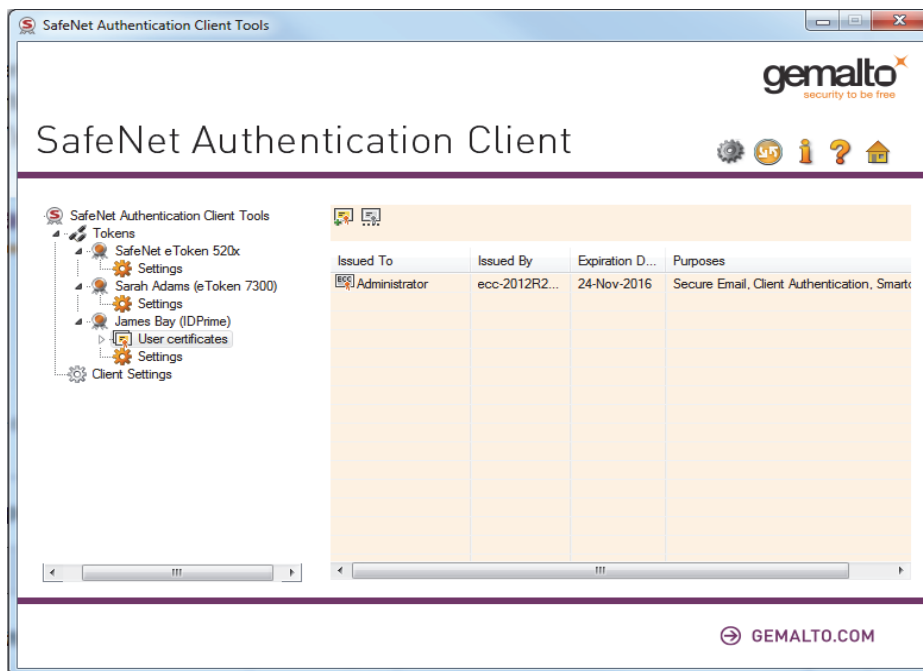 SafeNet Authentication Client Tools
gemalto
security to be free
SafeNet Authentication Client
SafeNet Authentication Client Tools
Tokens
SafeNet eToken 520x
Settings
Sarah Adams (eToken 7300)
Settings
James Bay (IDPrime)
User certificates
Settings
Client Settings
Issued To Issued By Expiration D... Purposes
ECC Administrator ecc-2012R2... 24-Nov-2016 Secure Email, Client Authentication, Smartc
GEMALTO.COM